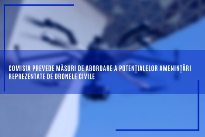 COMISIA PREVEDE MĂSURI DE ABORDARE A POTENȚIALELOR AMENINȚĂRI
REPREZENTATE DE DRONELE CIVILE